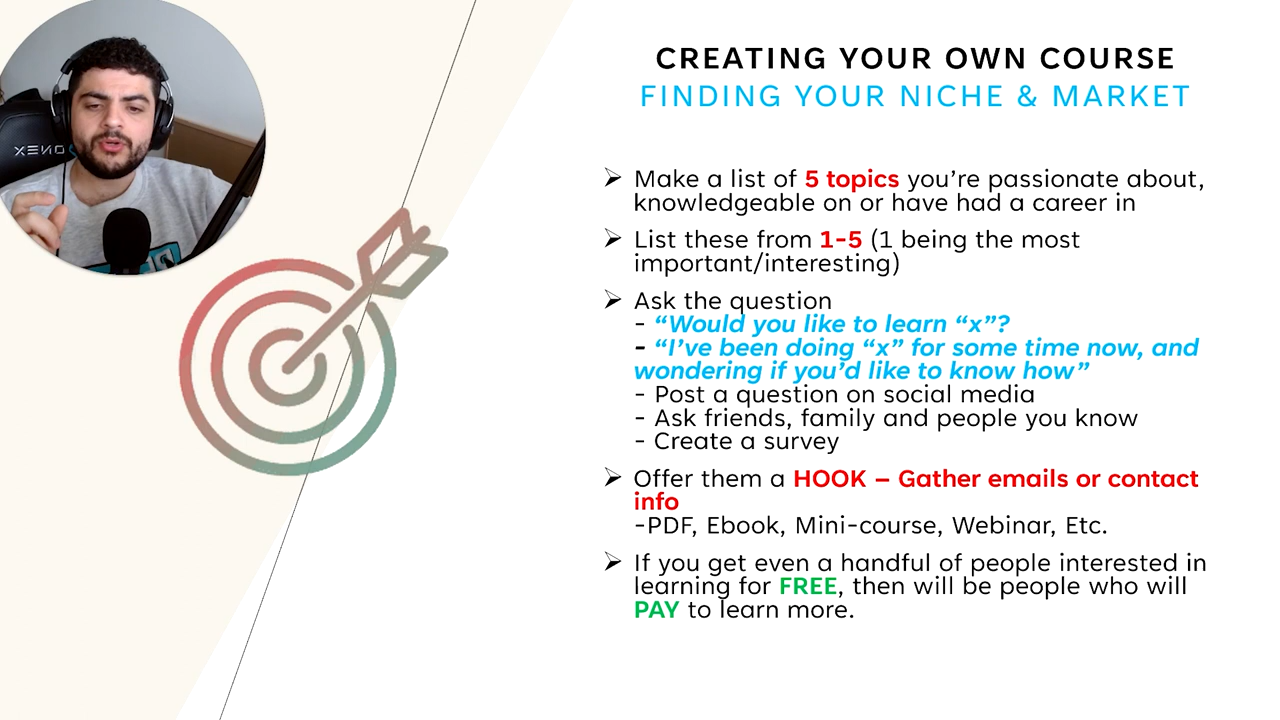 XENO
CREATING YOUR OWN COURSE
FINDING YOUR NICHE & MARKET
➢ Make a list of 5 topics you’re passionate about,
knowledgeable on or have had a career in
➢ List these from 1-5 (1 being the most
important/interesting)
➢ Ask the question
- “Would you like to learn “x”?
- “I’ve been doing “x” for some time now, and
wondering if you’d like to know how”
- Post a question on social media
- Ask friends, family and people you know
- Create a survey
➢ Offer them a HOOK – Gather emails or contact
info
-PDF, Ebook, Mini-course, Webinar, Etc.
➢ If you get even a handful of people interested in
learning for FREE, then will be people who will
PAY to learn more.